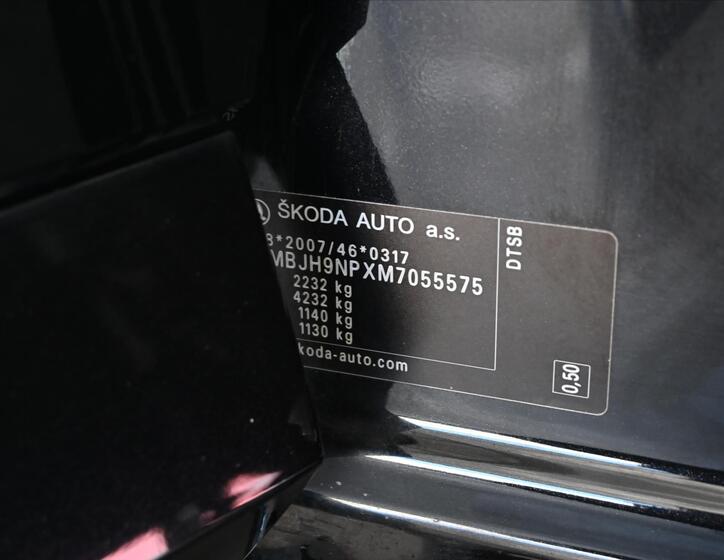 ŠKODA AUTO a.s.
8*2007/46*0317
MBJH9NPXM7055575
2232 kg
4232 kg
1140 kg
1130 kg
koda-auto.com
DTSB
0,50